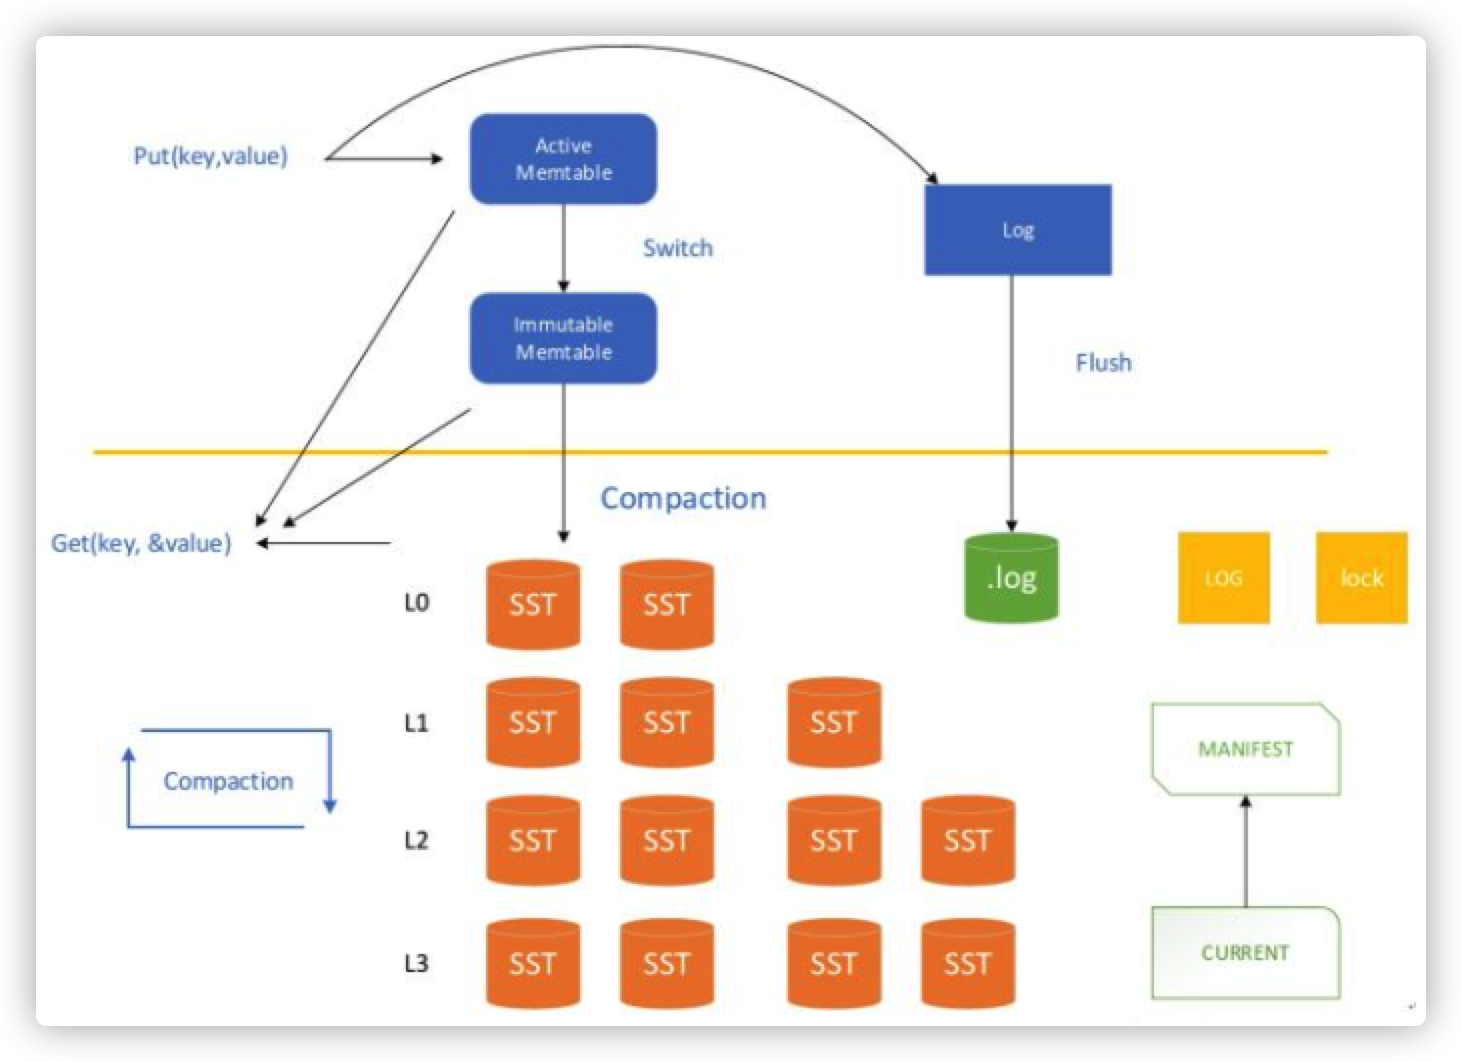 Put(key,value)
Active
Memtable
Log
Switch
Immutable
Memtable
Flush
Compaction
Get(key, &value)
.log
LOG
lock
L0
SST
SST
L1
SST
SST
SST
MANIFEST
Compaction
L2
SST
SST
SST
SST
CURRENT
L3
SST
SST
SST
SST